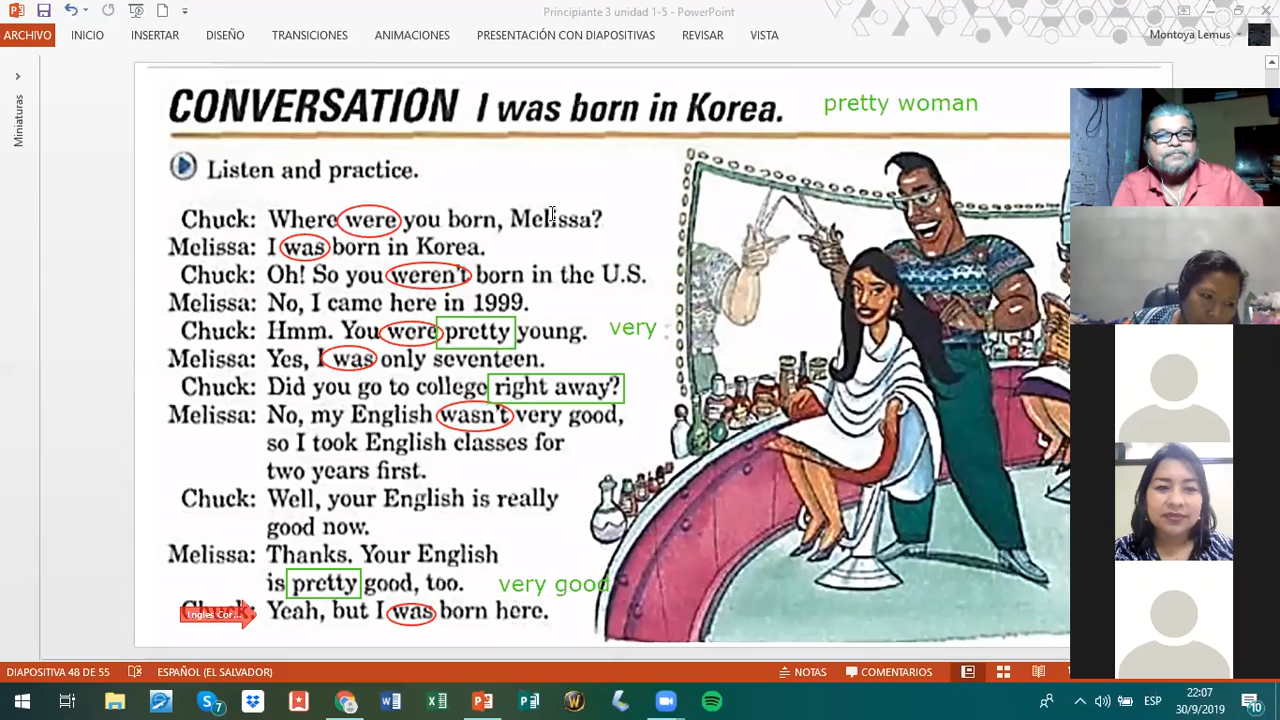 Principiante 3 unidad 1-5 - PowerPoint
ARCHIVO INICIO INSERTAR DISEÑO TRANSICIONES ANIMACIONES PRESENTACIÓN CON DIAPOSITIVAS REVISAR VISTA Montoya Lemus
Miniaturas
CONVERSATION I was born in Korea. pretty woman
Listen and practice.
Chuck: Where were you born, Melissa?
Melissa: I was born in Korea.
Chuck: Oh! So you weren't born in the U.S.
Melissa: No, I came here in 1999.
Chuck: Hmm. You were pretty young. very
Melissa: Yes, I was only seventeen.
Chuck: Did you go to college right away?
Melissa: No, my English wasn't very good,
so I took English classes for
two years first.
Chuck: Well, your English is really
good now.
Melissa: Thanks. Your English
is pretty good, too. very good
Chuck: Yeah, but I was born here.
Ingles Cor...
DIAPOSITIVA 48 DE 55 ESPAÑOL (EL SALVADOR) NOTAS COMENTARIOS
7 ESP 22:07
30/9/2019 10